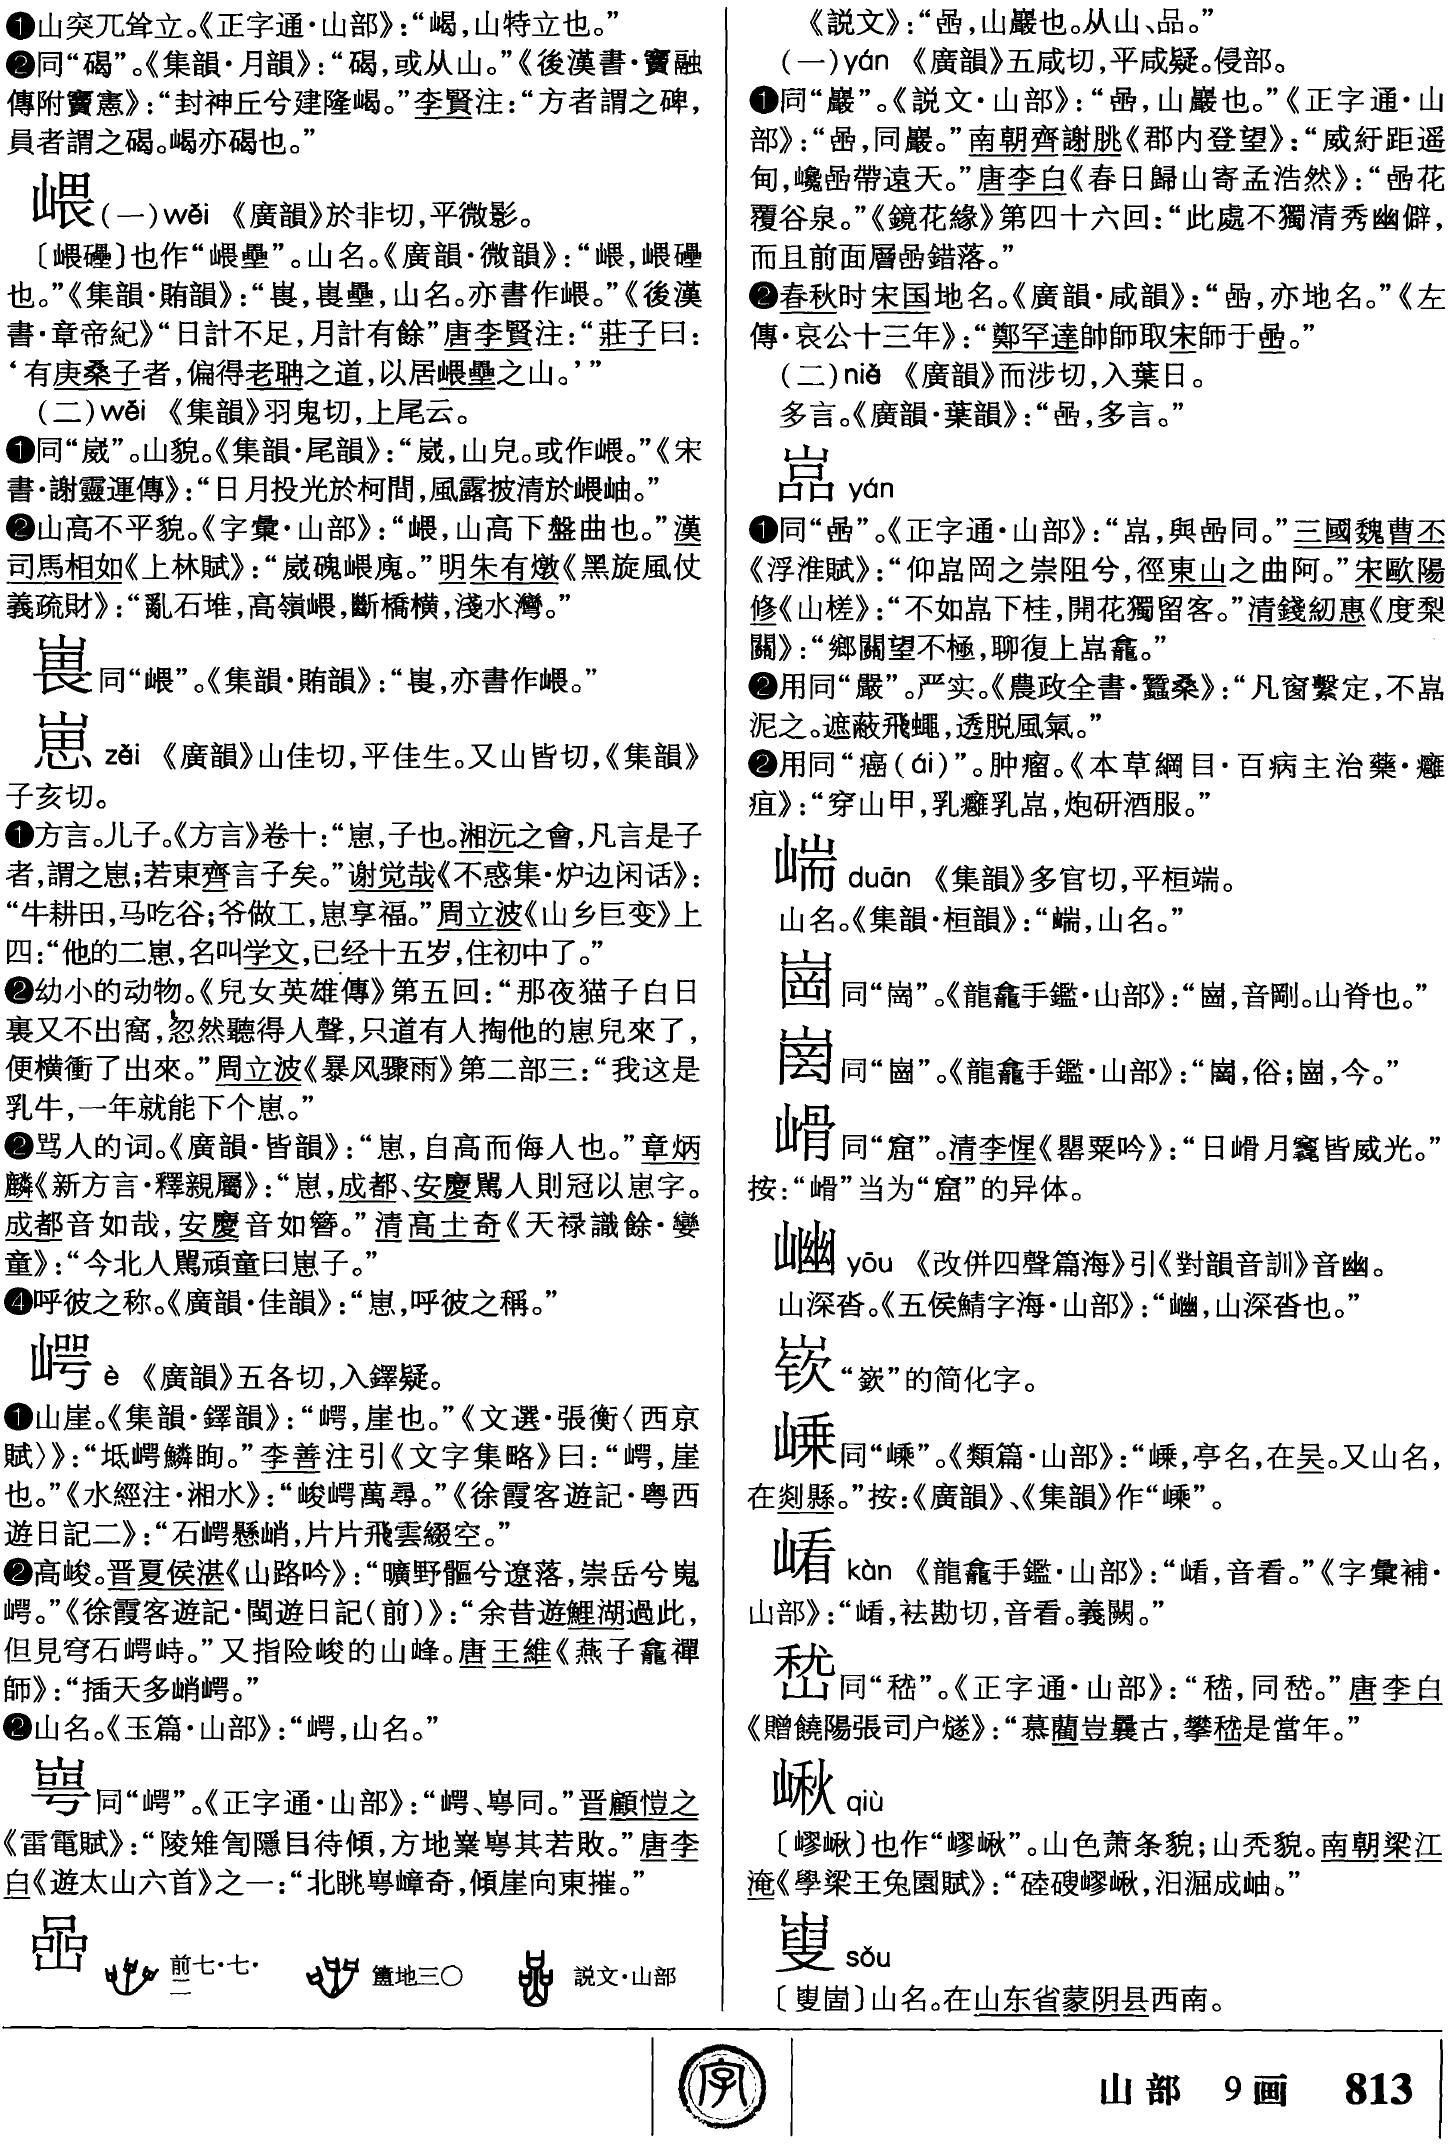 ❶山突兀耸立。《正字通·山部》：“嵑，山特立也。”
❷同“碣”。《集韻·月韻》：“碣，或从山。”《後漢書·竇融
傳附竇憲》：“封神丘兮建隆嵑。”李賢注：“方者謂之碑，
員者謂之碣。嵑亦碣也。”
嵔(一)wěi 《廣韻》於非切，平微影。
〔嵔㠥〕也作“嵔壘”。山名。《廣韻·微韻》：“嵔，嵔㠥
也。”《集韻·賄韻》：“㟪，㟪壘，山名。亦書作嵔。”《後漢
書·章帝紀》“日計不足，月計有餘”唐李賢注：“莊子曰：
‘有庚桑子者，偏得老聃之道，以居嵔壘之山。’”
(二)wěi 《集韻》羽鬼切，上尾云。
❶同“崴”。山貌。《集韻·尾韻》：“崴，山皃。或作嵔。”《宋
書·謝靈運傳》：“日月投光於柯間，風露披清於嵔岫。”
❷山高不平貌。《字彙·山部》：“嵔，山高下盤曲也。”漢
司馬相如《上林賦》：“崴磈嵔廆。”明朱有燉《黑旋風仗
義疏財》：“亂石堆，高嶺嵔，斷橋横，淺水灣。”
㟪同“嵔”。《集韻·賄韻》：“㟪，亦書作嵔。”
崽 zǎi 《廣韻》山佳切，平佳生。又山皆切，《集韻》
子亥切。
❶方言。儿子。《方言》卷十：“崽，子也。湘沅之會，凡言是子
者，謂之崽；若東齊言子矣。”谢觉哉《不惑集·炉边闲话》：
“牛耕田，马吃谷；爷做工，崽享福。”周立波《山乡巨变》上
四：“他的二崽，名叫学文，已经十五岁，住初中了。”
❷幼小的动物。《兒女英雄傳》第五回：“那夜猫子白日
裏又不出窩，忽然聽得人聲，只道有人掏他的崽兒來了，
便横衝了出來。”周立波《暴风骤雨》第二部三：“我这是
乳牛，一年就能下个崽。”
❷骂人的词。《廣韻·皆韻》：“崽，自高而侮人也。”章炳
麟《新方言·釋親屬》：“崽，成都、安慶駡人則冠以崽字。
成都音如哉，安慶音如簪。”清高士奇《天禄識餘·孌
童》：“今北人駡頑童曰崽子。”
❹呼彼之称。《廣韻·佳韻》：“崽，呼彼之稱。”
崿 è 《廣韻》五各切，入鐸疑。
❶山崖。《集韻·鐸韻》：“崿，崖也。”《文選·張衡〈西京
賦〉》：“坻崿鱗眴。”李善注引《文字集略》曰：“崿，崖
也。”《水經注·湘水》：“峻崿萬尋。”《徐霞客遊記·粤西
遊日記二》：“石崿懸峭，片片飛雲綴空。”
❷高峻。晋夏侯湛《山路吟》：“曠野軀兮遼落，崇岳兮嵬
崿。”《徐霞客遊記·閩遊日記(前)》：“余昔遊鯉湖過此，
但見穹石崿峙。”又指险峻的山峰。唐王維《燕子龕禪
師》：“插天多峭崿。”
❷山名。《玉篇·山部》：“崿，山名。”
㟧同“崿”。《正字通·山部》：“崿、㟧同。”晋顧愷之
《雷電賦》：“陵雉訇隱目待傾，方地嶪㟧其若敗。”唐李
白《遊太山六首》之一：“北眺㟧嶂奇，傾崖向東摧。”
嵒 前七·七·二 簠地三〇 説文·山部
《説文》：“嵒，山巖也。从山、品。”
(一)yán 《廣韻》五咸切，平咸疑。侵部。
❶同“巖”。《説文·山部》：“嵒，山巖也。”《正字通·山
部》：“嵒，同巖。”南朝齊謝朓《郡内登望》：“威紆距遥
甸，巉嵒帶遠天。”唐李白《春日歸山寄孟浩然》：“嵒花
覆谷泉。”《鏡花緣》第四十六回：“此處不獨清秀幽僻，
而且前面層嵒錯落。”
❷春秋时宋国地名。《廣韻·咸韻》：“嵒，亦地名。”《左
傳·哀公十三年》：“鄭罕達帥師取宋師于嵒。”
(二)niè 《廣韻》而涉切，入葉日。
多言。《廣韻·葉韻》：“嵒，多言。”
嵓 yán
❶同“嵒”。《正字通·山部》：“嵓，與嵒同。”三國魏曹丕
《浮淮賦》：“仰嵓岡之崇阻兮，徑東山之曲阿。”宋歐陽
修《山槎》：“不如嵓下桂，開花獨留客。”清錢紉惠《度梨
關》：“鄉關望不極，聊復上嵓龕。”
❷用同“嚴”。严实。《農政全書·蠶桑》：“凡窗繫定，不嵓
泥之。遮蔽飛蠅，透脱風氣。”
❷用同“癌(ái)”。肿瘤。《本草綱目·百病主治藥·癰
疽》：“穿山甲，乳癰乳嵓，炮研酒服。”
㟨 duān 《集韻》多官切，平桓端。
山名。《集韻·桓韻》：“㟨，山名。”
同“崗”。《龍龕手鑑·山部》：“，音剛。山脊也。”
同“”。《龍龕手鑑·山部》：“，俗；，今。”
嵴同“窟”。清李惺《罌粟吟》：“日月窟皆威光。”
按：“”当为“窟”的异体。
yōu 《改併四聲篇海》引《對韻音訓》音幽。
山深沓。《五侯鯖字海·山部》：“，山深沓也。”
嵚“嶔”的简化字。
嵊同“嵊”。《類篇·山部》：“嵊，亭名，在吴。又山名，
在剡縣。”按：《廣韻》、《集韻》作“嵊”。
kàn 《龍龕手鑑·山部》：“，音看。”《字彙補·
山部》：“，袪勘切，音看。義闕。”
嵆同“嵇”。《正字通·山部》：“嵇，同嵆。”唐李白
《贈饒陽張司户燧》：“慕藺豈曩古，攀嵇是當年。”
㟲 qiù
〔嵺㟲〕也作“嵺㟲”。山色萧条貌；山秃貌。南朝梁江
淹《學梁王兔園賦》：“硉磳嵺㟲，汩淈成岫。”
㟬 sǒu
〔㟬崮〕山名。在山东省蒙阴县西南。
字
山部 9画 813